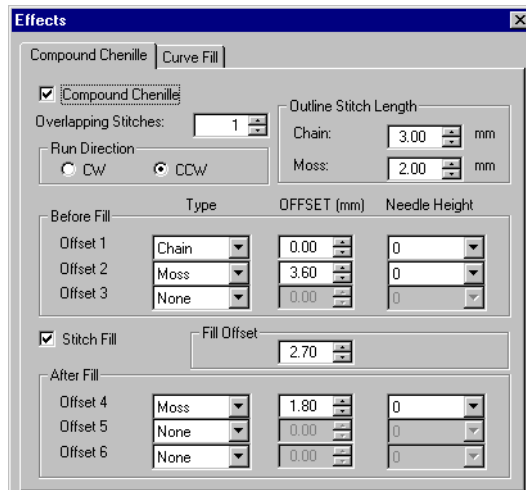 Effects
Compound Chenille Curve Fill
Compound Chenille
Overlapping Stitches: 1
Outline Stitch Length
Chain: 3.00 mm
Moss: 2.00 mm
Run Direction
CW CCW
Type OFFSET (mm) Needle Height
Before Fill
Offset 1 Chain 0.00 0
Offset 2 Moss 3.60 0
Offset 3 None 0.00 0
Stitch Fill
Fill Offset
2.70
After Fill
Offset 4 Moss 1.80 0
Offset 5 None 0.00 0
Offset 6 None 0.00 0